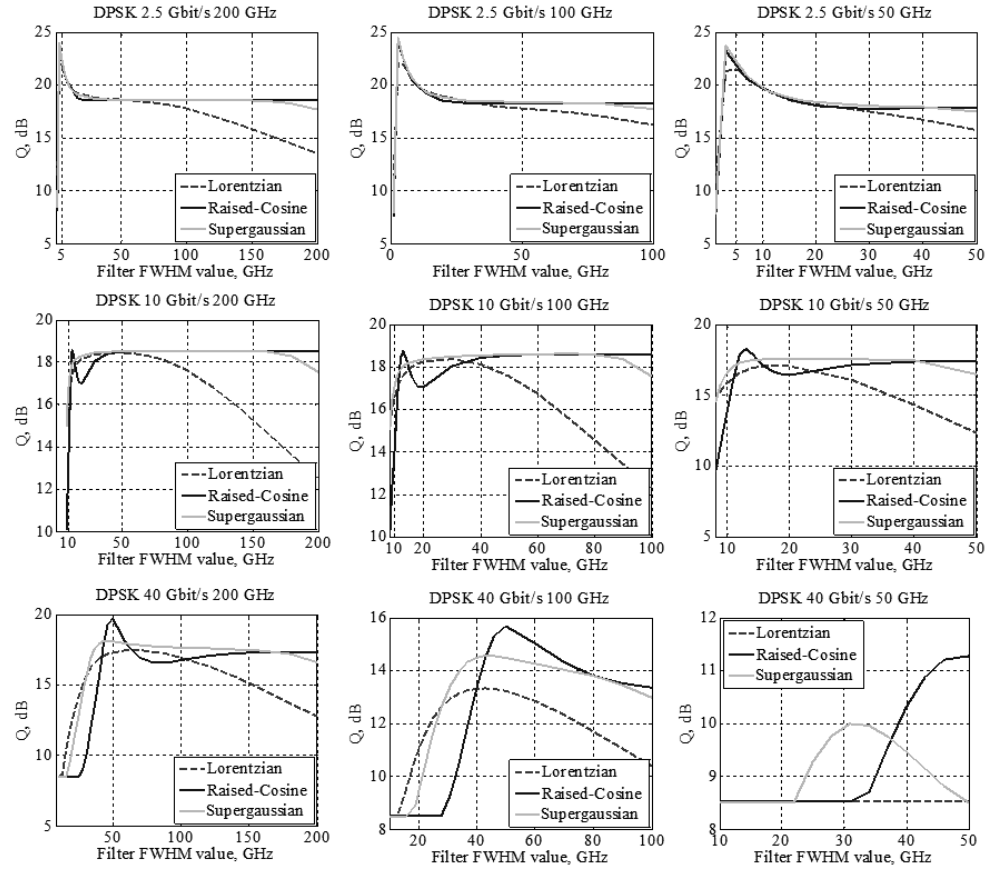 DPSK 2.5 Gbit/s 200 GHz
25
20
15
10
5
Q, dB
Lorentzian
Raised-Cosine
Supergaussian
5 50 100 150 200
Filter FWHM value, GHz
DPSK 2.5 Gbit/s 100 GHz
25
20
15
10
5
Q, dB
Lorentzian
Raised-Cosine
Supergaussian
0 20 40 60 80 100
Filter FWHM value, GHz
DPSK 2.5 Gbit/s 50 GHz
25
20
15
10
5
Q, dB
Lorentzian
Raised-Cosine
Supergaussian
5 10 20 30 40 50
Filter FWHM value, GHz
DPSK 10 Gbit/s 200 GHz
20
18
16
14
12
10
Q, dB
Lorentzian
Raised-Cosine
Supergaussian
10 50 100 150 200
Filter FWHM value, GHz
DPSK 10 Gbit/s 100 GHz
20
18
16
14
12
10
Q, dB
Lorentzian
Raised-Cosine
Supergaussian
10 20 40 60 80 100
Filter FWHM value, GHz
DPSK 10 Gbit/s 50 GHz
20
15
10
5
Q, dB
Lorentzian
Raised-Cosine
Supergaussian
10 20 30 40 50
Filter FWHM value, GHz
DPSK 40 Gbit/s 200 GHz
20
15
10
5
Q, dB
Lorentzian
Raised-Cosine
Supergaussian
50 100 150 200
Filter FWHM value, GHz
DPSK 40 Gbit/s 100 GHz
16
14
12
10
8
Q, dB
Lorentzian
Raised-Cosine
Supergaussian
20 40 60 80 100
Filter FWHM value, GHz
DPSK 40 Gbit/s 50 GHz
12
11
10
9
8
Q, dB
Lorentzian
Raised-Cosine
Supergaussian
10 20 30 40 50
Filter FWHM value, GHz